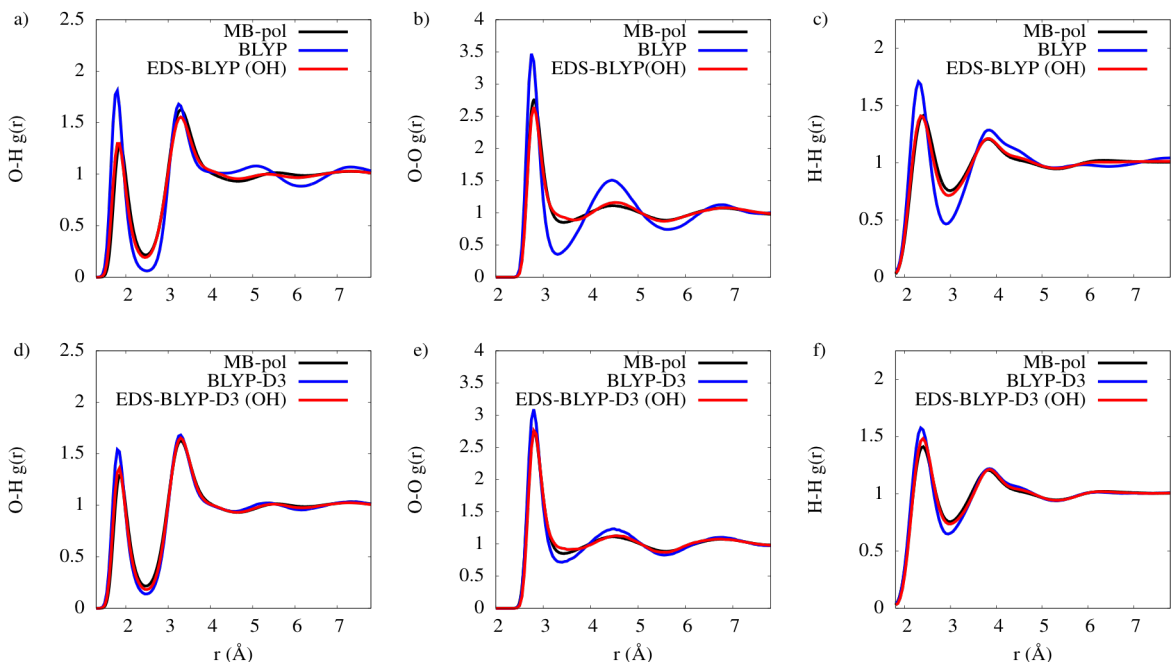 a)
2.5
2
1.5
1
0.5
0
O-H g(r)
MB-pol
BLYP
EDS-BLYP (OH)
2 3 4 5 6 7
b)
4
3.5
3
2.5
2
1.5
1
0.5
0
O-O g(r)
MB-pol
BLYP
EDS-BLYP(OH)
2 3 4 5 6 7
c)
2
1.5
1
0.5
0
H-H g(r)
MB-pol
BLYP
EDS-BLYP (OH)
2 3 4 5 6 7
d)
2.5
2
1.5
1
0.5
0
O-H g(r)
MB-pol
BLYP-D3
EDS-BLYP-D3 (OH)
2 3 4 5 6 7
r (Å)
e)
4
3.5
3
2.5
2
1.5
1
0.5
0
O-O g(r)
MB-pol
BLYP-D3
EDS-BLYP-D3 (OH)
2 3 4 5 6 7
r (Å)
f)
2
1.5
1
0.5
0
H-H g(r)
MB-pol
BLYP-D3
EDS-BLYP-D3 (OH)
2 3 4 5 6 7
r (Å)